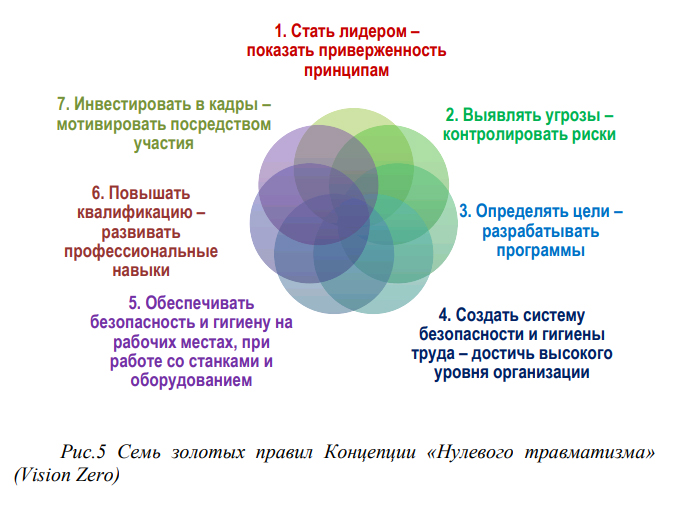 1. Стать лидером –
показать приверженность
принципам
7. Инвестировать в кадры –
мотивировать посредством
участия
2. Выявлять угрозы –
контролировать риски
6. Повышать
квалификацию –
развивать
профессиональные
навыки
3. Определять цели –
разрабатывать
программы
5. Обеспечивать
безопасность и гигиену на
рабочих местах, при
работе со станками и
оборудованием
4. Создать систему
безопасности и гигиены
труда – достичь высокого
уровня организации
Рис.5 Семь золотых правил Концепции «Нулевого травматизма»
(Vision Zero)